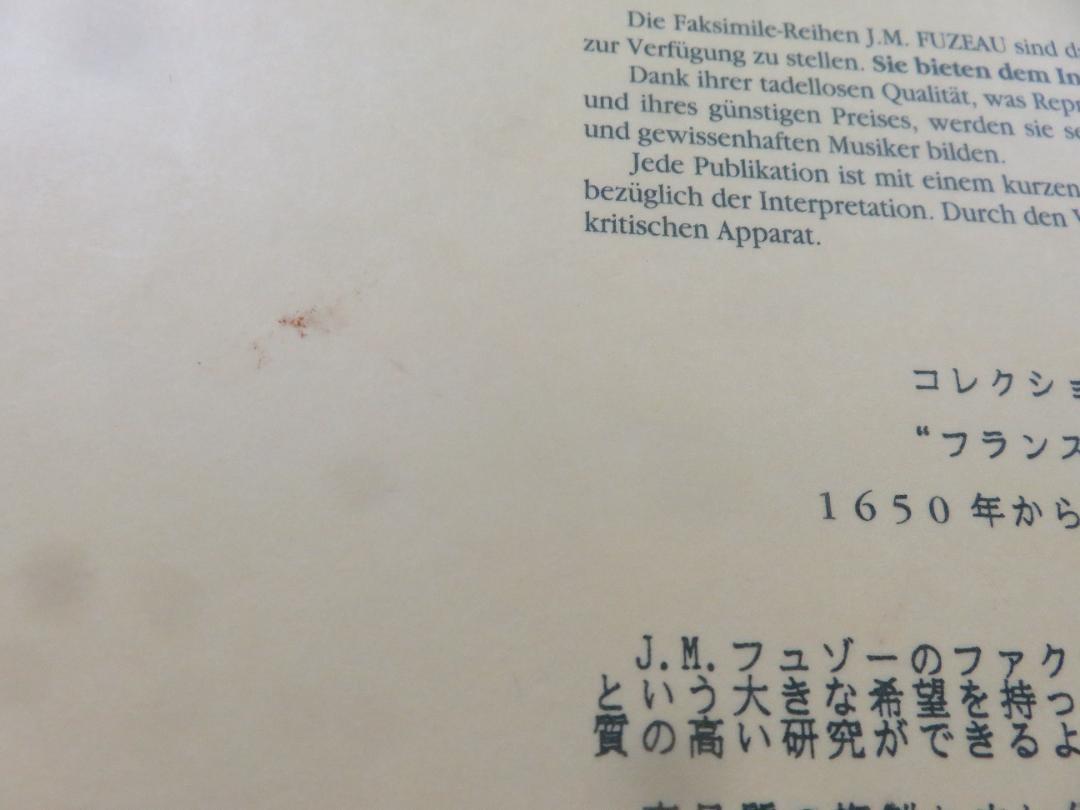 Die Faksimile-Reihen J.M. FUZEAU sind
zur Verfügung zu stellen. Sie bieten dem
Dank ihrer tadellosen Qualität, was
und ihres günstigen Preises, werden sie
und gewissenhaften Musiker bilden.
Jede Publikation ist mit einem kurzen
bezüglich der Interpretation. Durch den
kritischen Apparat.
コレクショ
“フランス
1650年から
J.M.フュゾーのファク
という大きな希望を持っ
質の高い研究ができるよ